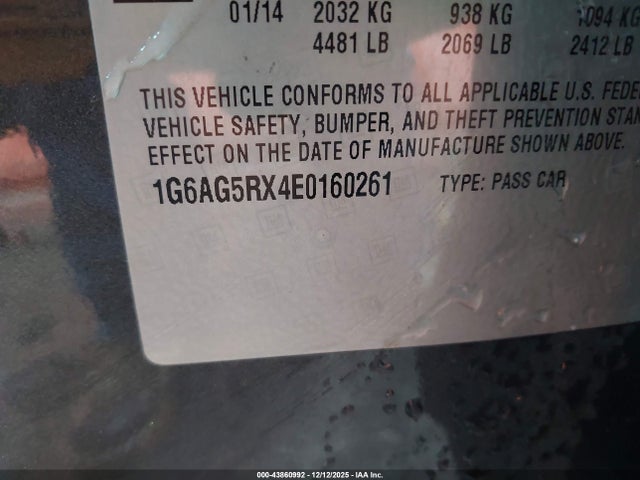 01/14 2032 KG 938 KG 1094 KG
4481 LB 2069 LB 2412 LB
THIS VEHICLE CONFORMS TO ALL APPLICABLE U.S. FEDE
VEHICLE SAFETY, BUMPER, AND THEFT PREVENTION STAN
EFFECT ON THE DATE OF MANUFACTURE SHOWN ABOVE.
1G6AG5RX4E0160261 TYPE: PASS CAR
000-43860992 - 12/12/2025 - IAA Inc.